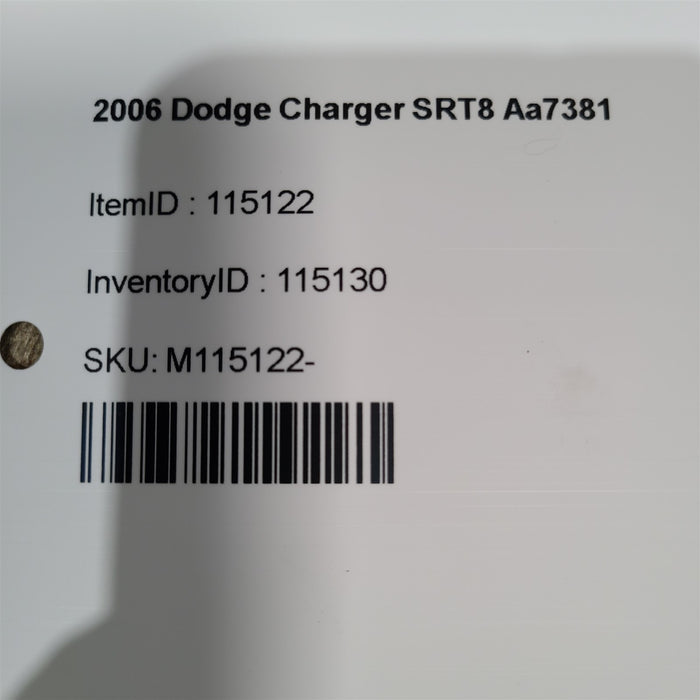 2006 Dodge Charger SRT8 Aa7381
ItemID : 115122
InventoryID : 115130
SKU: M115122-